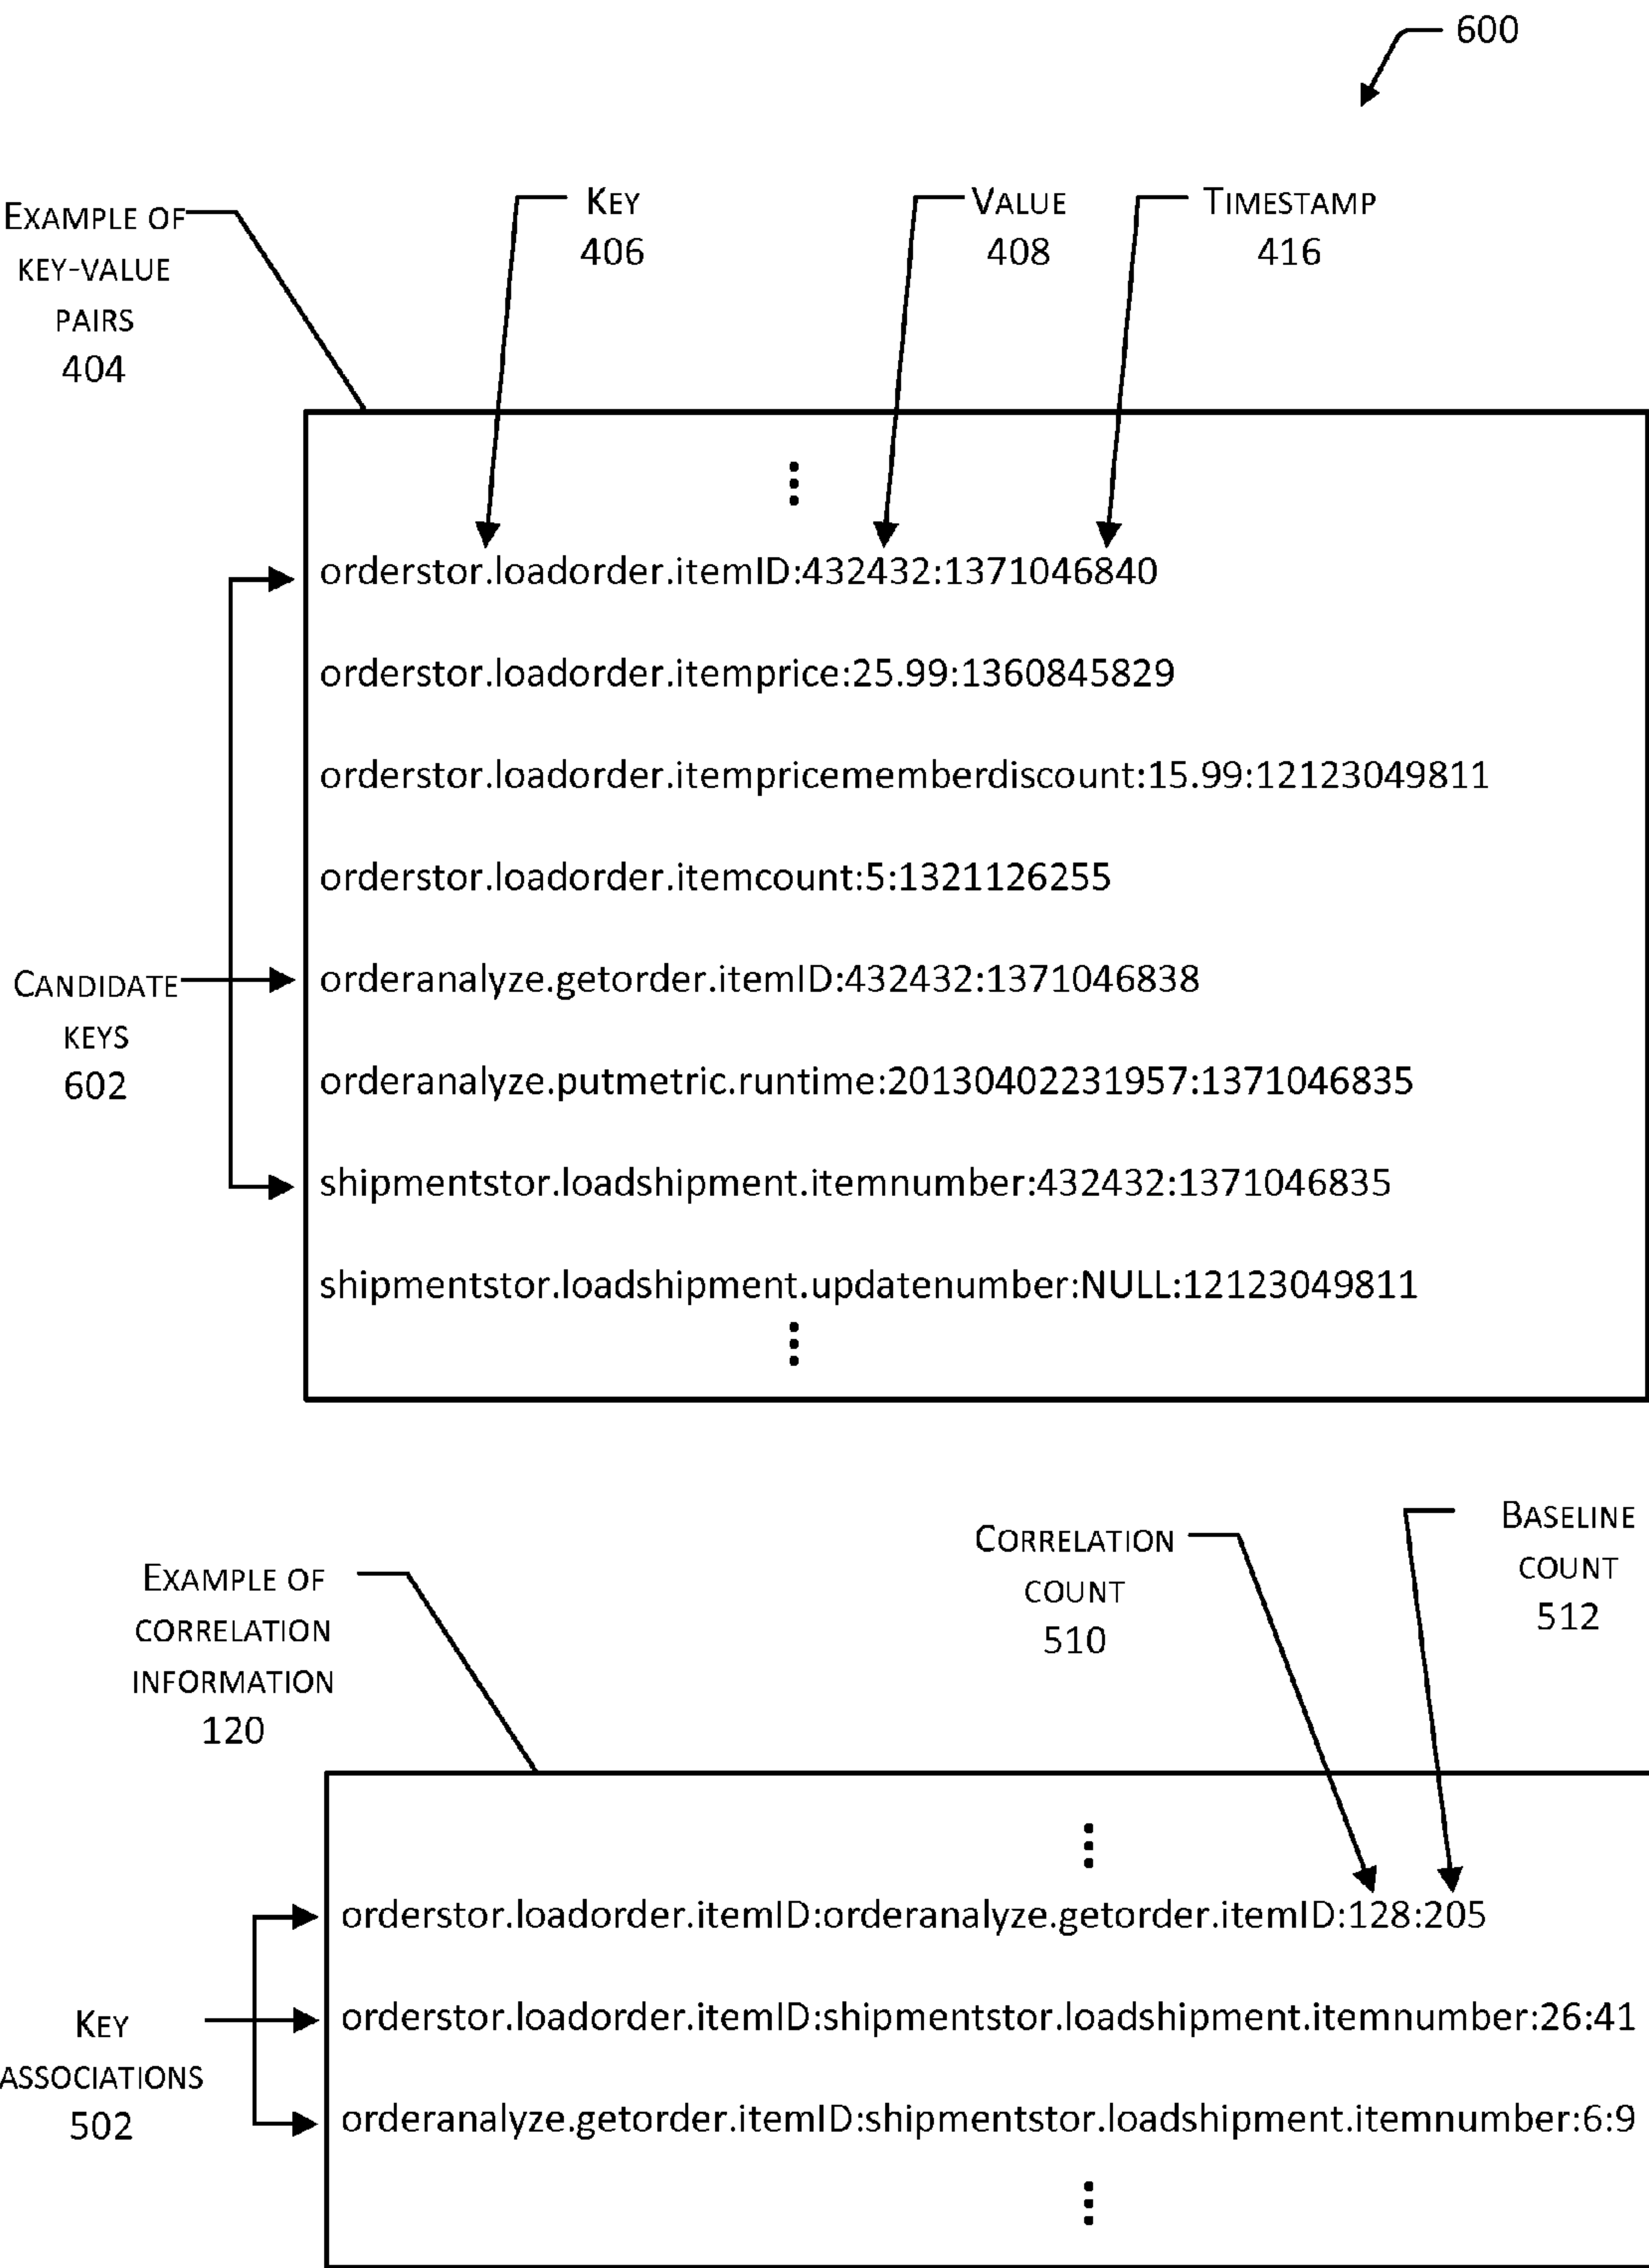 600
EXAMPLE OF
KEY-VALUE
PAIRS
404
KEY
406
VALUE
408
TIMESTAMP
416
orderstor.loadorder.itemID:432432:1371046840
orderstor.loadorder.itemprice:25.99:1360845829
orderstor.loadorder.itempricememberdiscount:15.99:12123049811
orderstor.loadorder.itemcount:5:1321126255
orderanalyze.getorder.itemID:432432:1371046838
orderanalyze.putmetric.runtime:20130402231957:1371046835
shipmentstor.loadshipment.itemnumber:432432:1371046835
shipmentstor.loadshipment.updatenumber:NULL:12123049811
CANDIDATE
KEYS
602
EXAMPLE OF
CORRELATION
INFORMATION
120
CORRELATION
COUNT
510
BASELINE
COUNT
512
orderstor.loadorder.itemID:orderanalyze.getorder.itemID:128:205
orderstor.loadorder.itemID:shipmentstor.loadshipment.itemnumber:26:41
orderanalyze.getorder.itemID:shipmentstor.loadshipment.itemnumber:6:9
KEY
ASSOCIATIONS
502